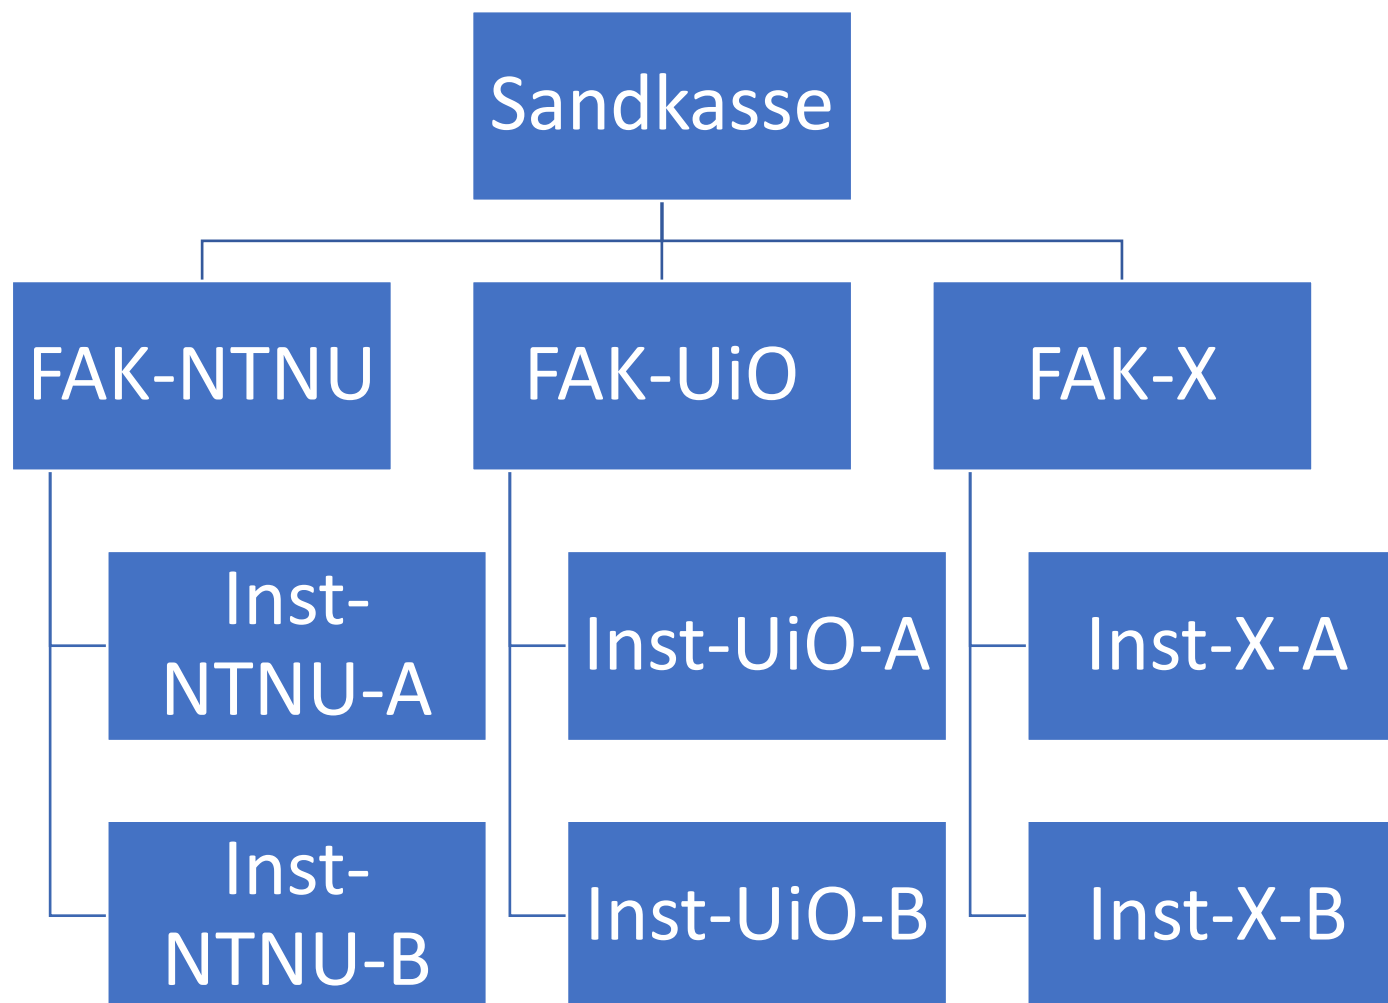 Sandkasse
FAK-NTNU
FAK-UiO
FAK-X
Inst-
NTNU-A
Inst-UiO-A
Inst-X-A
Inst-
NTNU-B
Inst-UiO-B
Inst-X-B